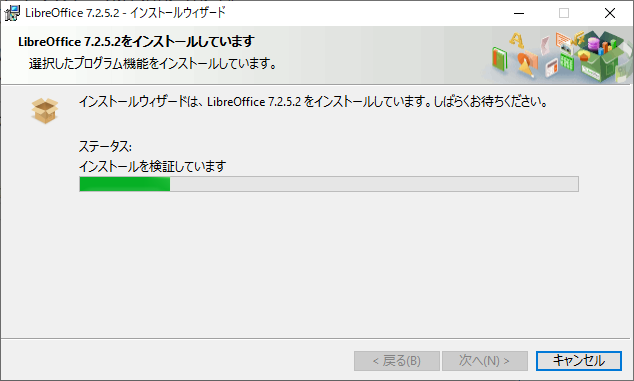 LibreOffice 7.2.5.2 - インストールウィザード
LibreOffice 7.2.5.2をインストールしています
選択したプログラム機能をインストールしています。
インストールウィザードは、LibreOffice 7.2.5.2 をインストールしています。しばらくお待ちください。
ステータス:
インストールを検証しています
< 戻る(B)
次へ(N) >
キャンセル